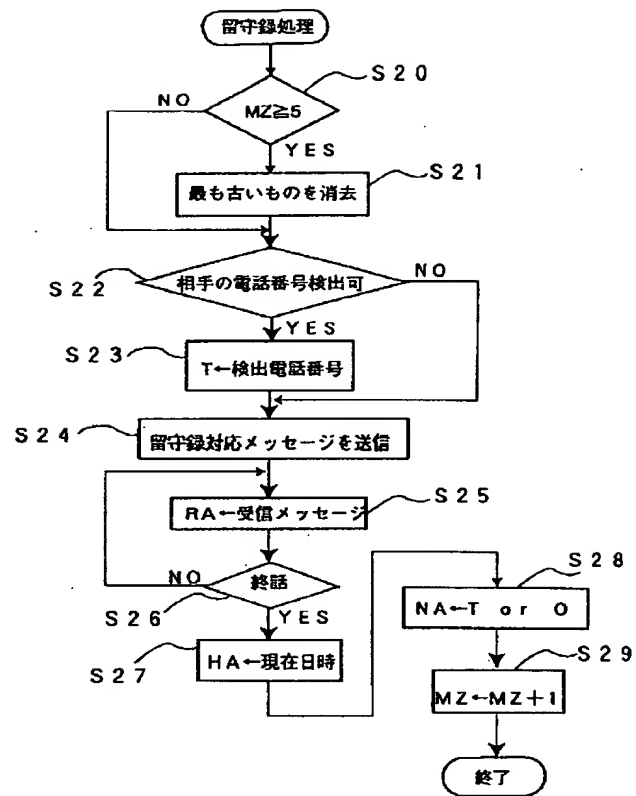 留守録処理
S20
NO
MZ≧5
YES
S21
最も古いものを消去
S22
相手の電話番号検出可
NO
YES
S23
T←検出電話番号
S24
留守録対応メッセージを送信
S25
RA←受信メッセージ
S26
NO
終話
YES
S27
HA←現在日時
S28
NA←T or O
S29
MZ←MZ+1
終了